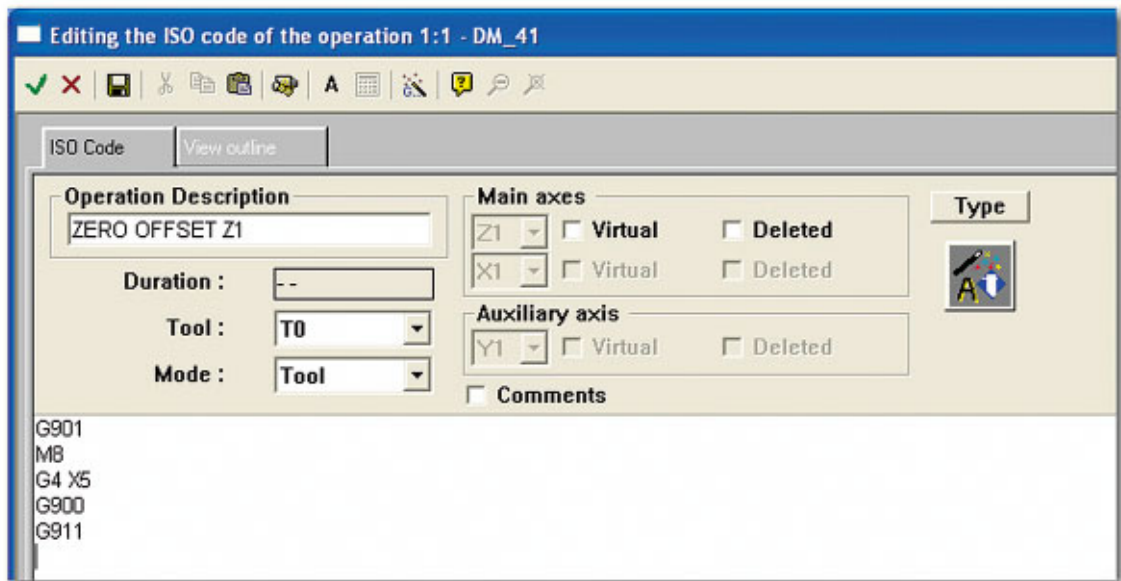 Editing the ISO code of the operation 1:1 - DM_41
A
G
?
ISO Code
View outline
Operation Description
ZERO OFFSET Z1
Duration :
--
Tool :
T0
Mode :
Tool
Main axes
Z1
Virtual
Deleted
X1
Virtual
Deleted
Auxiliary axis
Y1
Virtual
Deleted
Comments
Type
A
G901
M8
G4 X5
G900
G911